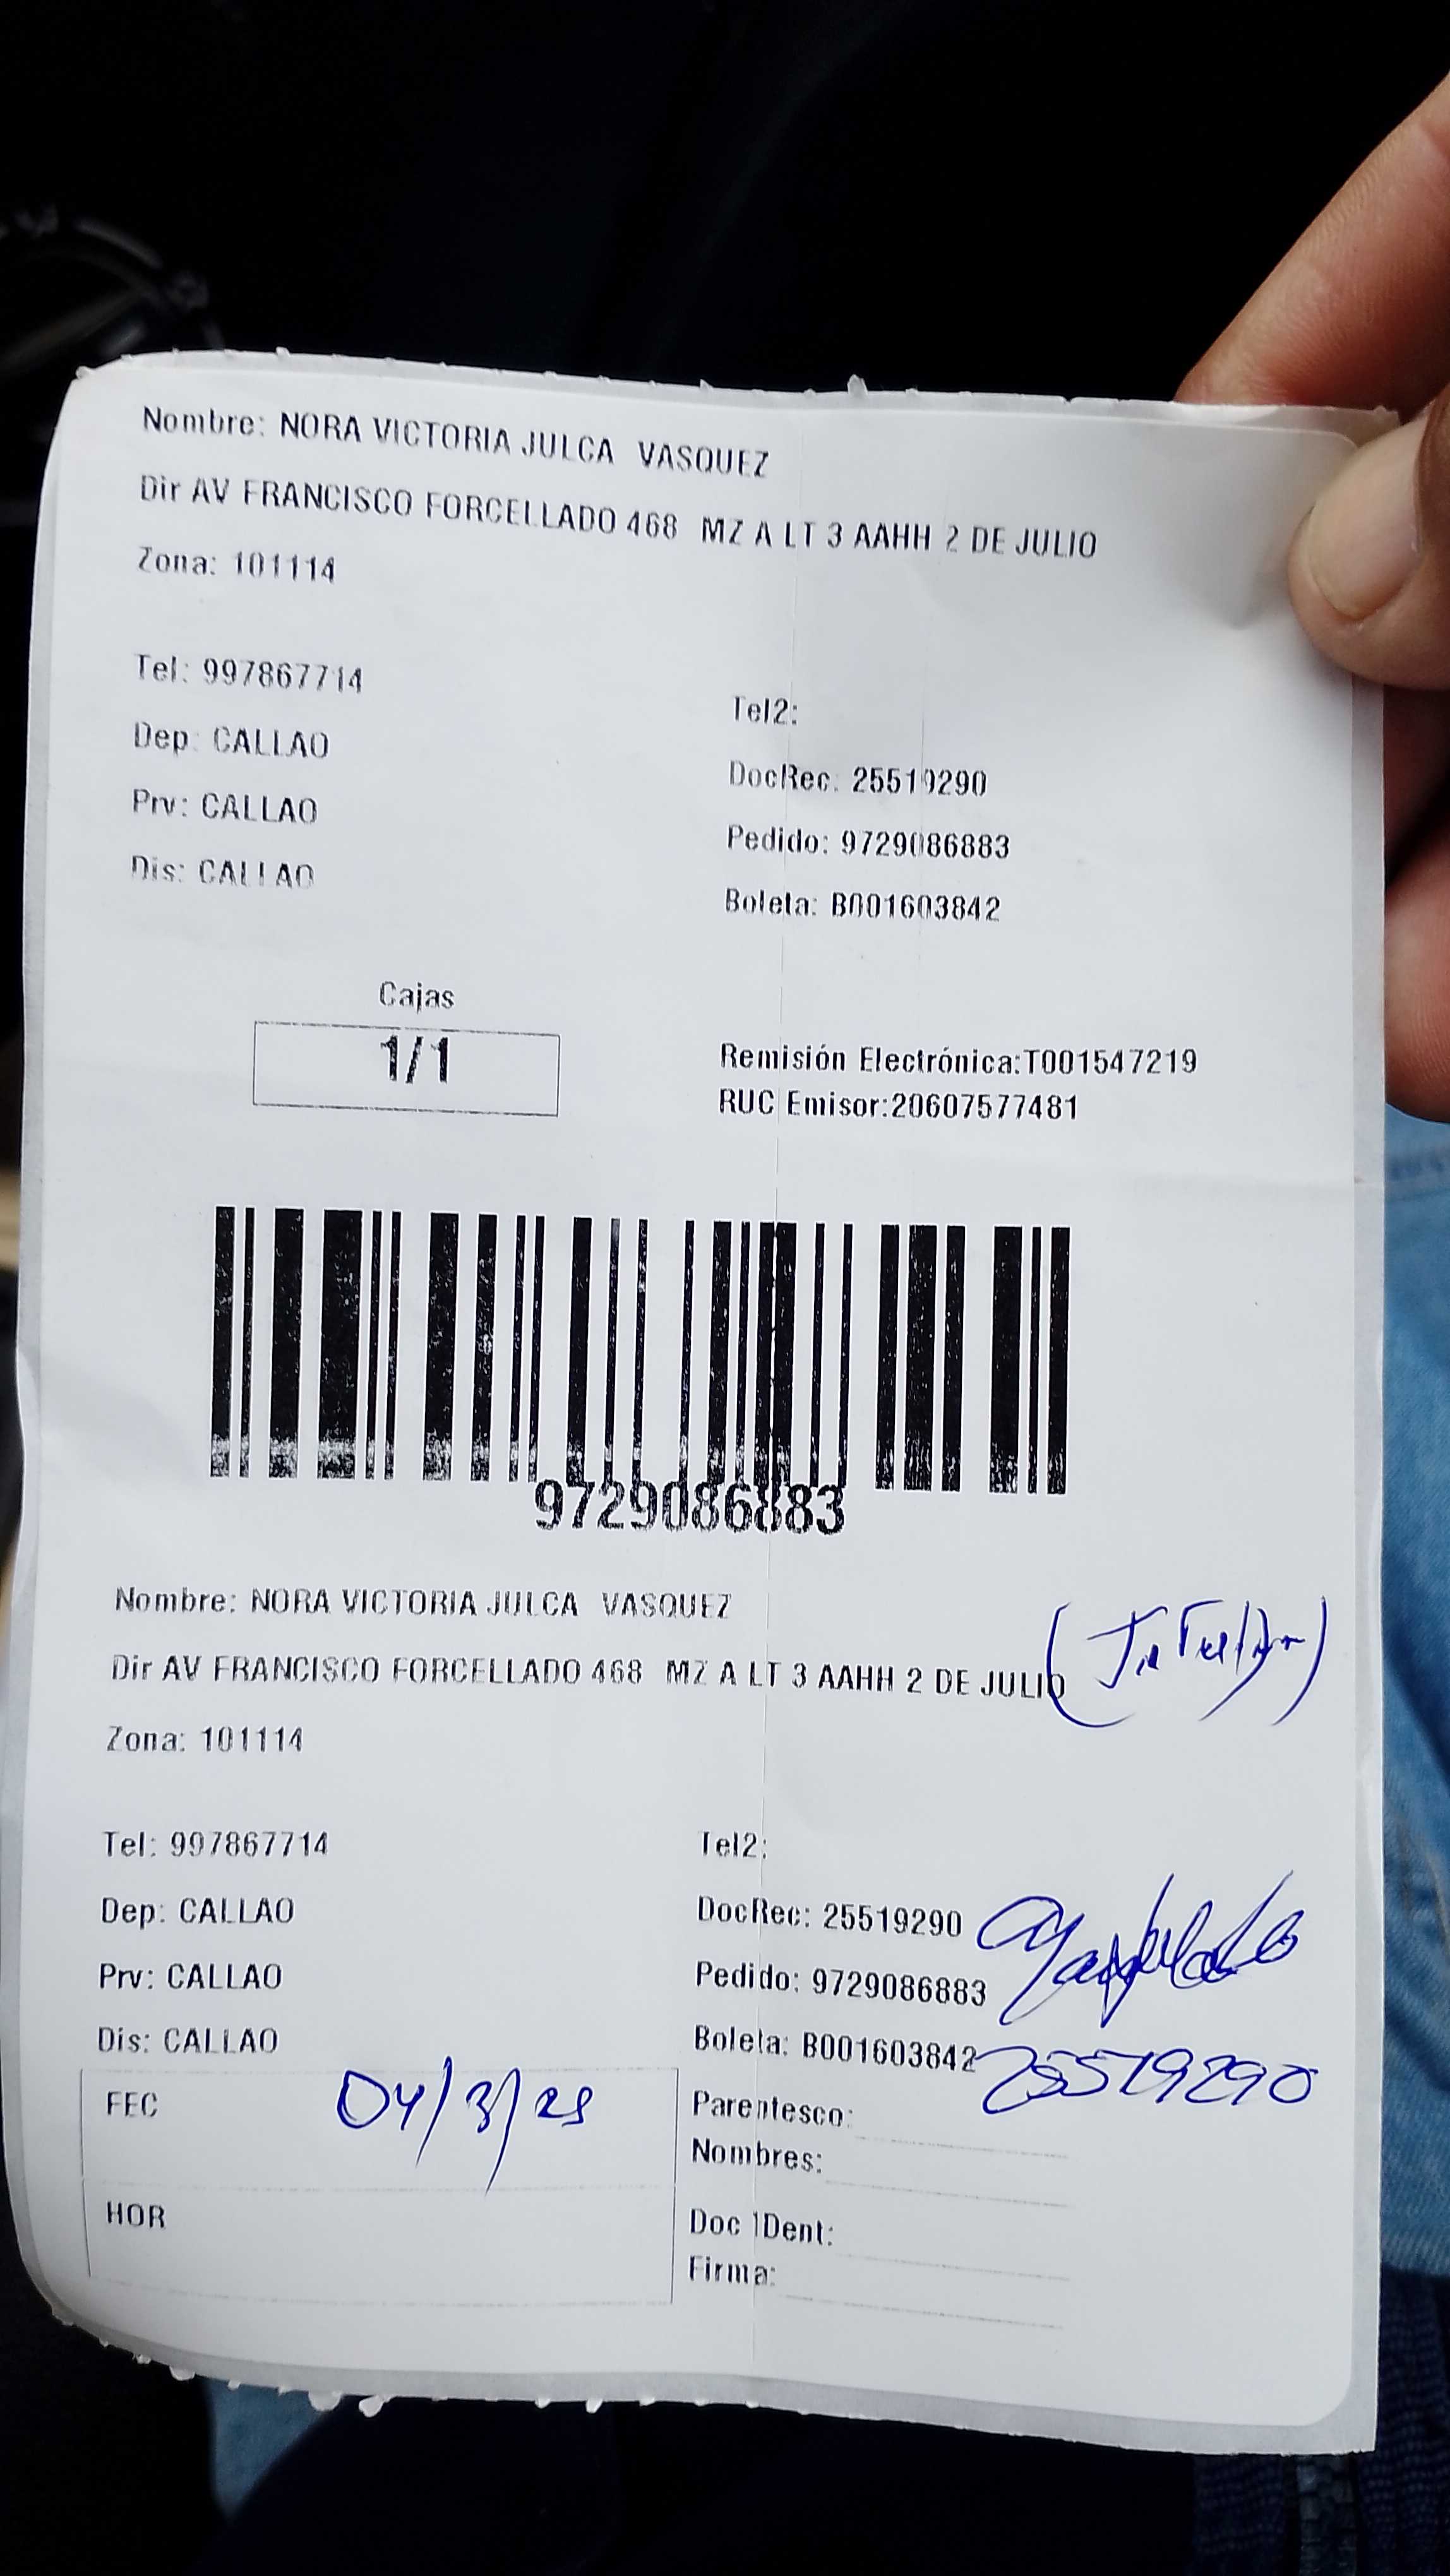 Nombre: NORA VICTORIA JULCA VASQUEZ
Dir AV FRANCISCO FORCELLADO 468 MZ A LT 3 AAHH 2 DE JULIO
Zona: 101114
Tel: 997867714
Tel2:
Dep: CALLAO
DocRec: 25519290
Prv: CALLAO
Pedido: 9729086883
Dis: CALLAO
Boleta: B001603842
Cajas
1/1
Remisión Electrónica:T001547219
RUC Emisor:20607577481
9729086883
Nombre: NORA VICTORIA JULCA VASQUEZ
Dir AV FRANCISCO FORCELLADO 468 MZ A LT 3 AAHH 2 DE JULIO
Zona: 101114
Tel: 997867714
Tel2:
Dep: CALLAO
DocRec: 25519290
Prv: CALLAO
Pedido: 9729086883
Dis: CALLAO
Boleta: B001603842
25519290
FEC
Parentesco:
Nombres:
HOR
Doc IDent:
Firma: